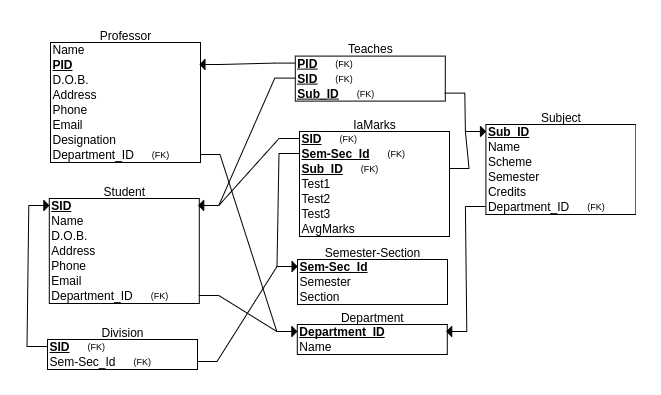 Professor
Name
PID
D.O.B.
Address
Phone
Email
Designation
Department_ID (FK)
Teaches
PID (FK)
SID (FK)
Sub_ID (FK)
IaMarks
SID (FK)
Sem-Sec_Id (FK)
Sub_ID (FK)
Test1
Test2
Test3
AvgMarks
Subject
Sub_ID
Name
Scheme
Semester
Credits
Department_ID (FK)
Student
SID
Name
D.O.B.
Address
Phone
Email
Department_ID (FK)
Semester-Section
Sem-Sec_Id
Semester
Section
Division
SID (FK)
Sem-Sec_Id (FK)
Department
Department_ID
Name